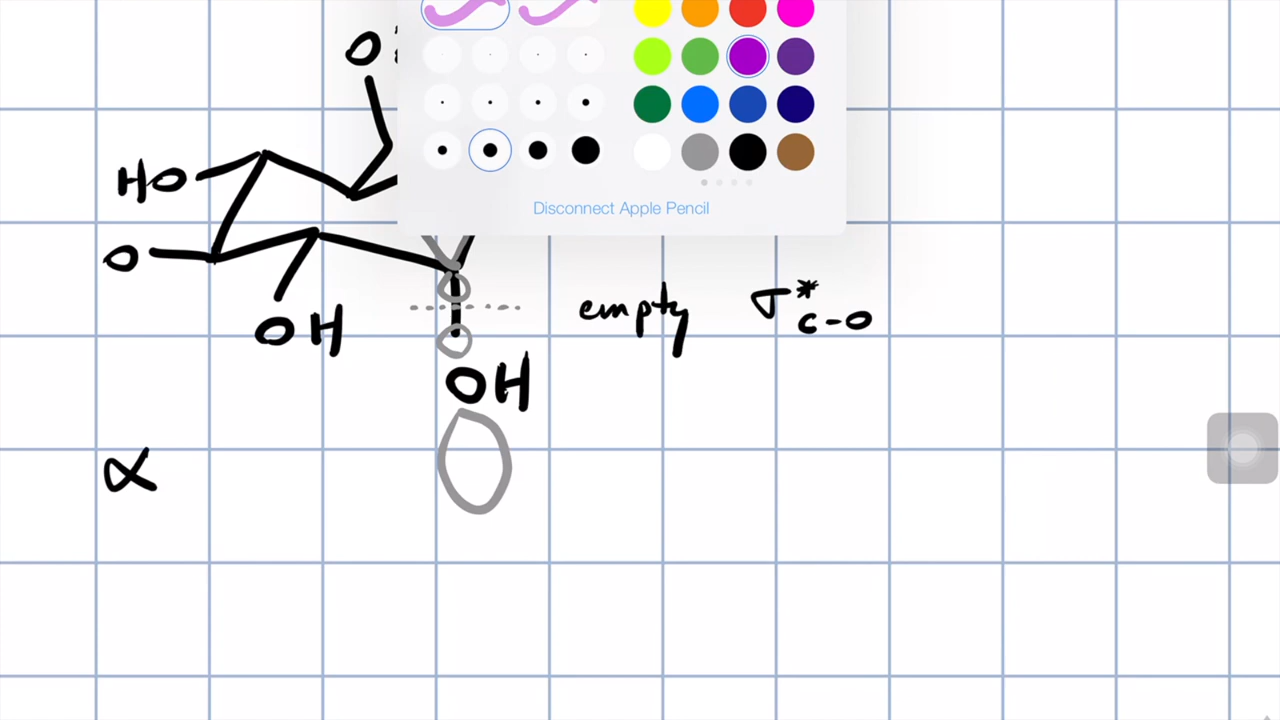 O
HO
O
OH
OH
α
empty σ*C-O
Disconnect Apple Pencil